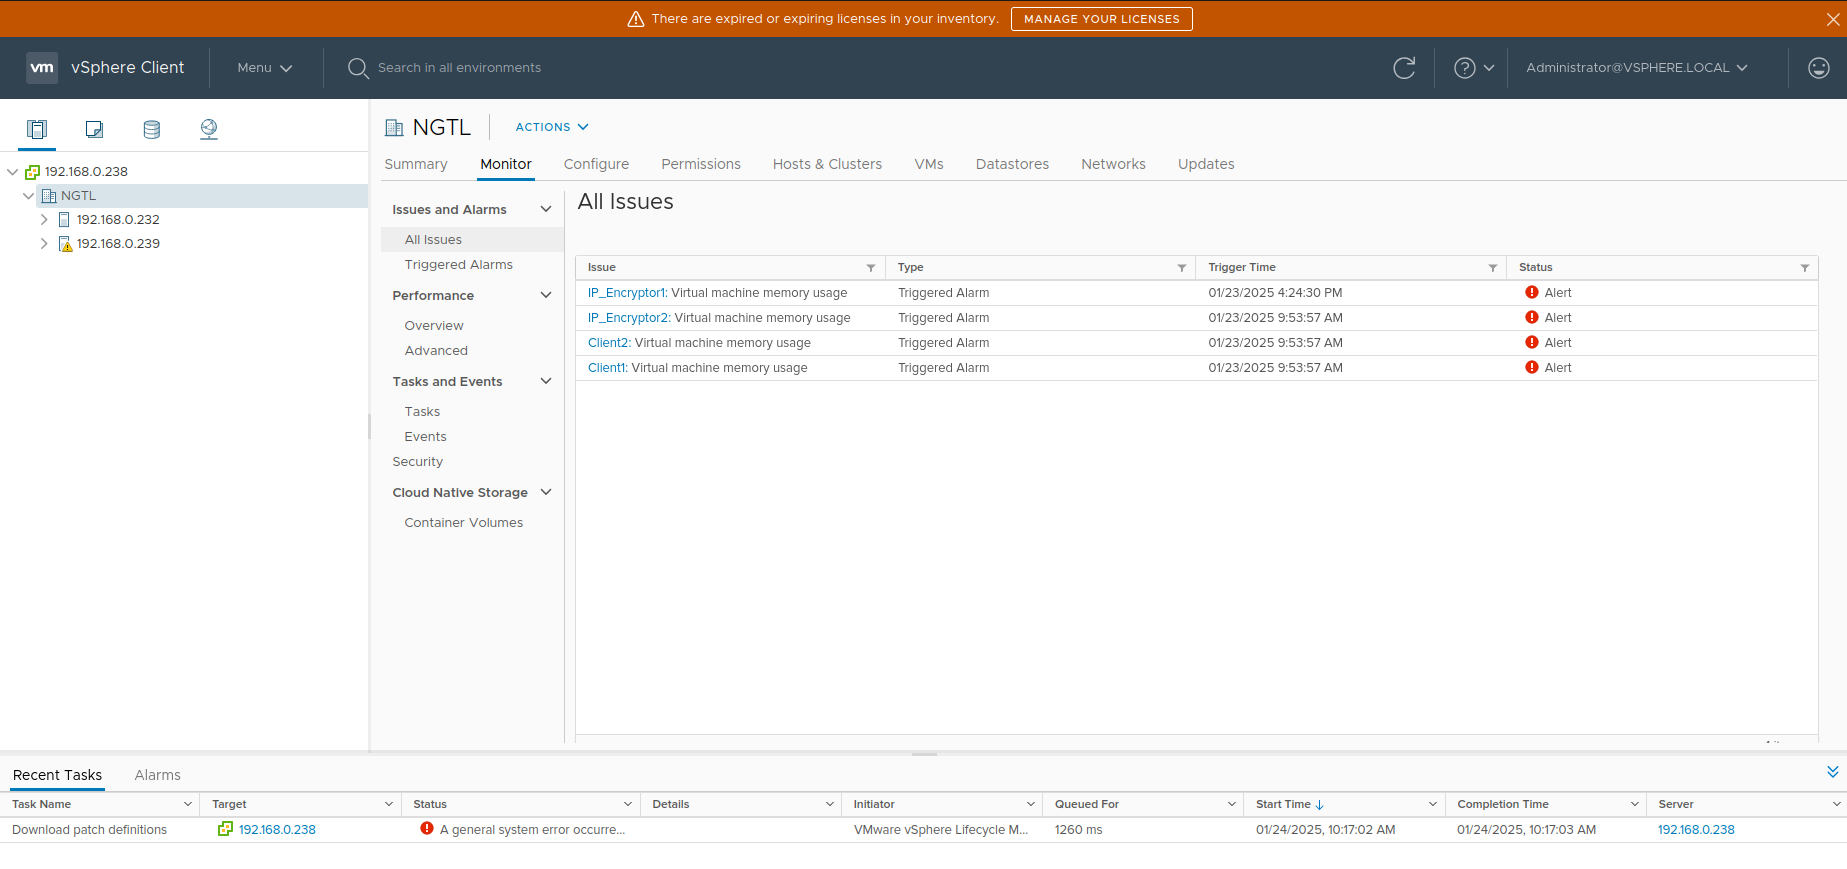 There are expired or expiring licenses in your inventory. MANAGE YOUR LICENSES
vm vSphere Client Menu Search in all environments Administrator@VSPHERE.LOCAL
192.168.0.238
NGTL
192.168.0.232
192.168.0.239
NGTL ACTIONS
Summary Monitor Configure Permissions Hosts & Clusters VMs Datastores Networks Updates
Issues and Alarms
All Issues
Triggered Alarms
Performance
Overview
Advanced
Tasks and Events
Tasks
Events
Security
Cloud Native Storage
Container Volumes
All Issues
Issue Type Trigger Time Status
IP_Encryptor1: Virtual machine memory usage Triggered Alarm 01/23/2025 4:24:30 PM Alert
IP_Encryptor2: Virtual machine memory usage Triggered Alarm 01/23/2025 9:53:57 AM Alert
Client2: Virtual machine memory usage Triggered Alarm 01/23/2025 9:53:57 AM Alert
Client1: Virtual machine memory usage Triggered Alarm 01/23/2025 9:53:57 AM Alert
Recent Tasks Alarms
Task Name Target Status Details Initiator Queued For Start Time Completion Time Server
Download patch definitions 192.168.0.238 A general system error occurre... VMware vSphere Lifecycle M... 1260 ms 01/24/2025, 10:17:02 AM 01/24/2025, 10:17:03 AM 192.168.0.238